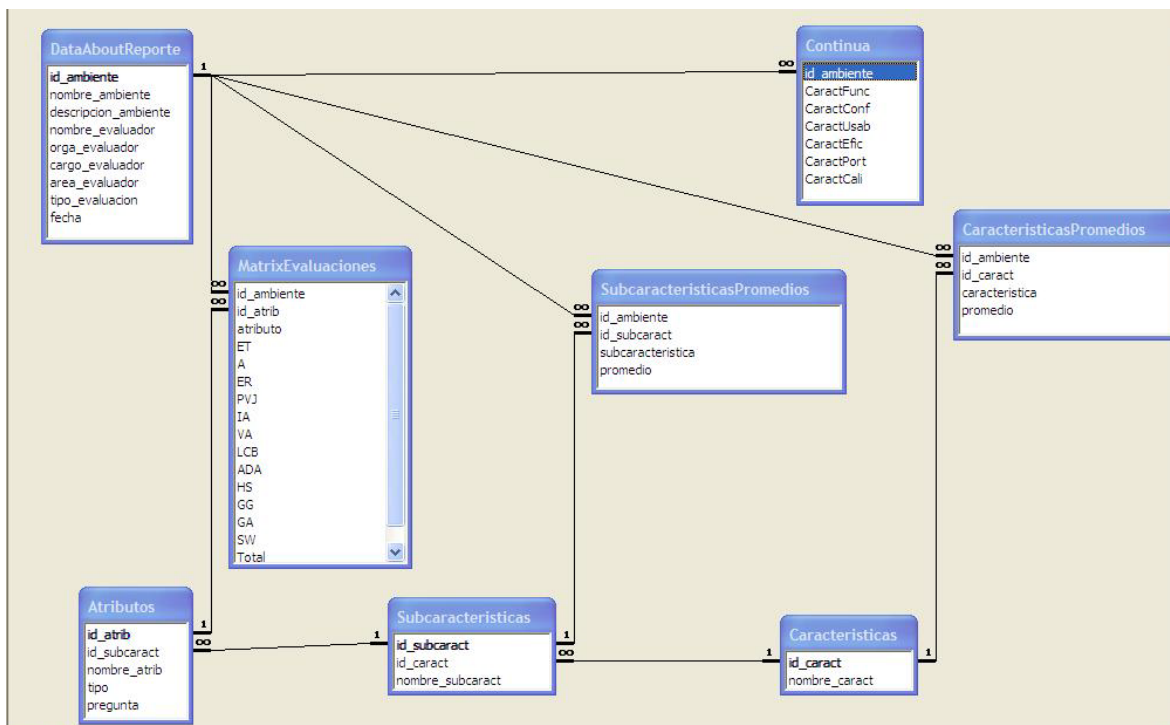 DataAboutReporte
id_ambiente
nombre_ambiente
descripcion_ambiente
nombre_evaluador
orga_evaluador
cargo_evaluador
area_evaluador
tipo_evaluacion
fecha
1
∞
Continua
id_ambiente
CaractFunc
CaractConf
CaractUsab
CaractEfic
CaractPort
CaractCali
CaracteristicasPromedios
∞
∞
id_ambiente
id_caract
caracteristica
promedio
MatrixEvaluaciones
∞
∞
id_ambiente
id_atrib
atributo
ET
A
ER
PVJ
IA
VA
LCB
ADA
HS
GG
GA
SW
Total
SubcaracteristicasPromedios
∞
∞
id_ambiente
id_subcaract
subcaracteristica
promedio
Atributos
id_atrib
id_subcaract
nombre_atrib
tipo
pregunta
1
∞
1
Subcaracteristicas
id_subcaract
id_caract
nombre_subcaract
1
∞
1
Caracteristicas
id_caract
nombre_caract
1